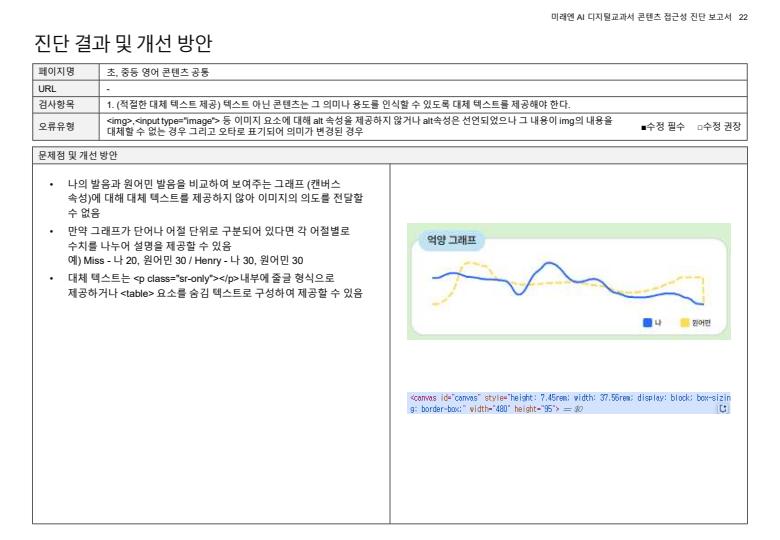 미래엔 AI 디지털교과서 콘텐츠 접근성 진단 보고서 22
진단 결과 및 개선 방안
페이지명 초, 중등 영어 콘텐츠 공통
URL -
검사항목 1. (적절한 대체 텍스트 제공) 텍스트 아닌 콘텐츠는 그 의미나 용도를 인식할 수 있도록 대체 텍스트를 제공해야 한다.
오류유형 <img>,<input type="image"> 등 이미지 요소에 대해 alt 속성을 제공하지 않거나 alt속성은 선언되었으나 그 내용이 img의 내용을
대체할 수 없는 경우 그리고 오타로 표기되어 의미가 변경된 경우
■수정 필수 □수정 권장
문제점 및 개선 방안
• 나의 발음과 원어민 발음을 비교하여 보여주는 그래프 (캔버스
속성)에 대해 대체 텍스트를 제공하지 않아 이미지의 의도를 전달할
수 없음
• 만약 그래프가 단어나 어절 단위로 구분되어 있다면 각 어절별로
수치를 나누어 설명을 제공할 수 있음
예) Miss - 나 20, 원어민 30 / Henry - 나 30, 원어민 30
• 대체 텍스트는 <p class="sr-only"></p>내부에 줄글 형식으로
제공하거나 <table> 요소를 숨김 텍스트로 구성하여 제공할 수 있음
억양 그래프
나 원어민
<canvas id="canvas" style="height: 7.45rem; width: 37.56rem; display: block; box-sizin
g: border-box;" width="480" height="95"> == $0